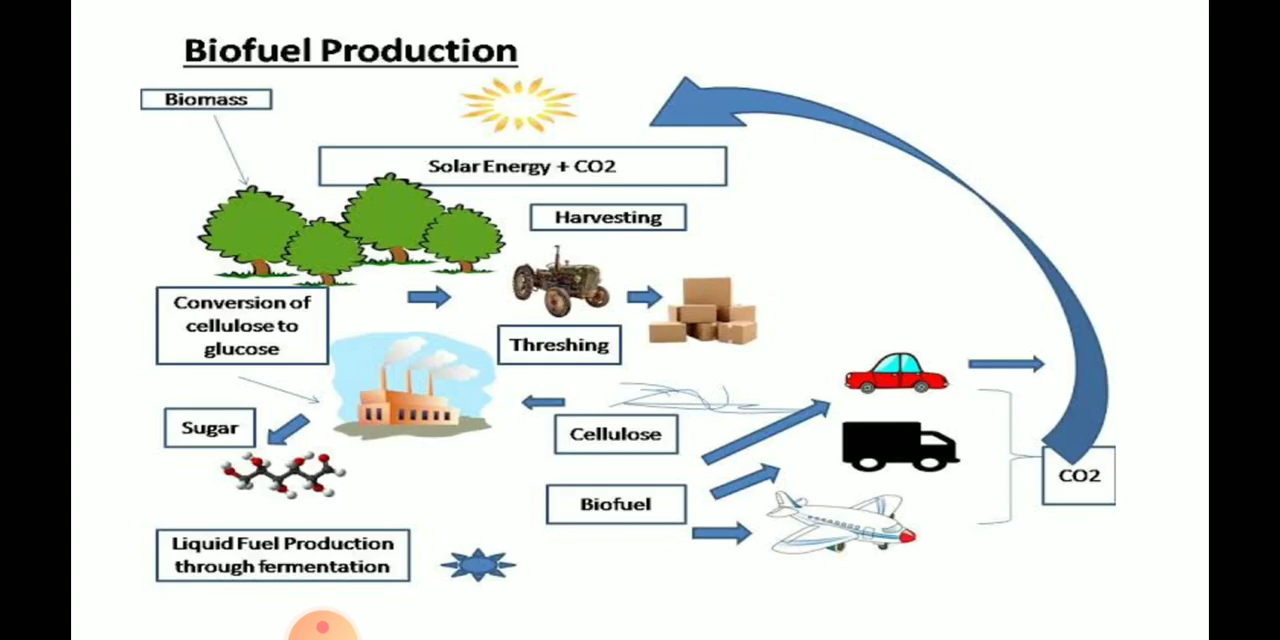 Biofuel Production
Biomass
Solar Energy + CO2
Harvesting
Conversion of
cellulose to
glucose
Threshing
Sugar
Cellulose
CO2
Biofuel
Liquid Fuel Production
through fermentation